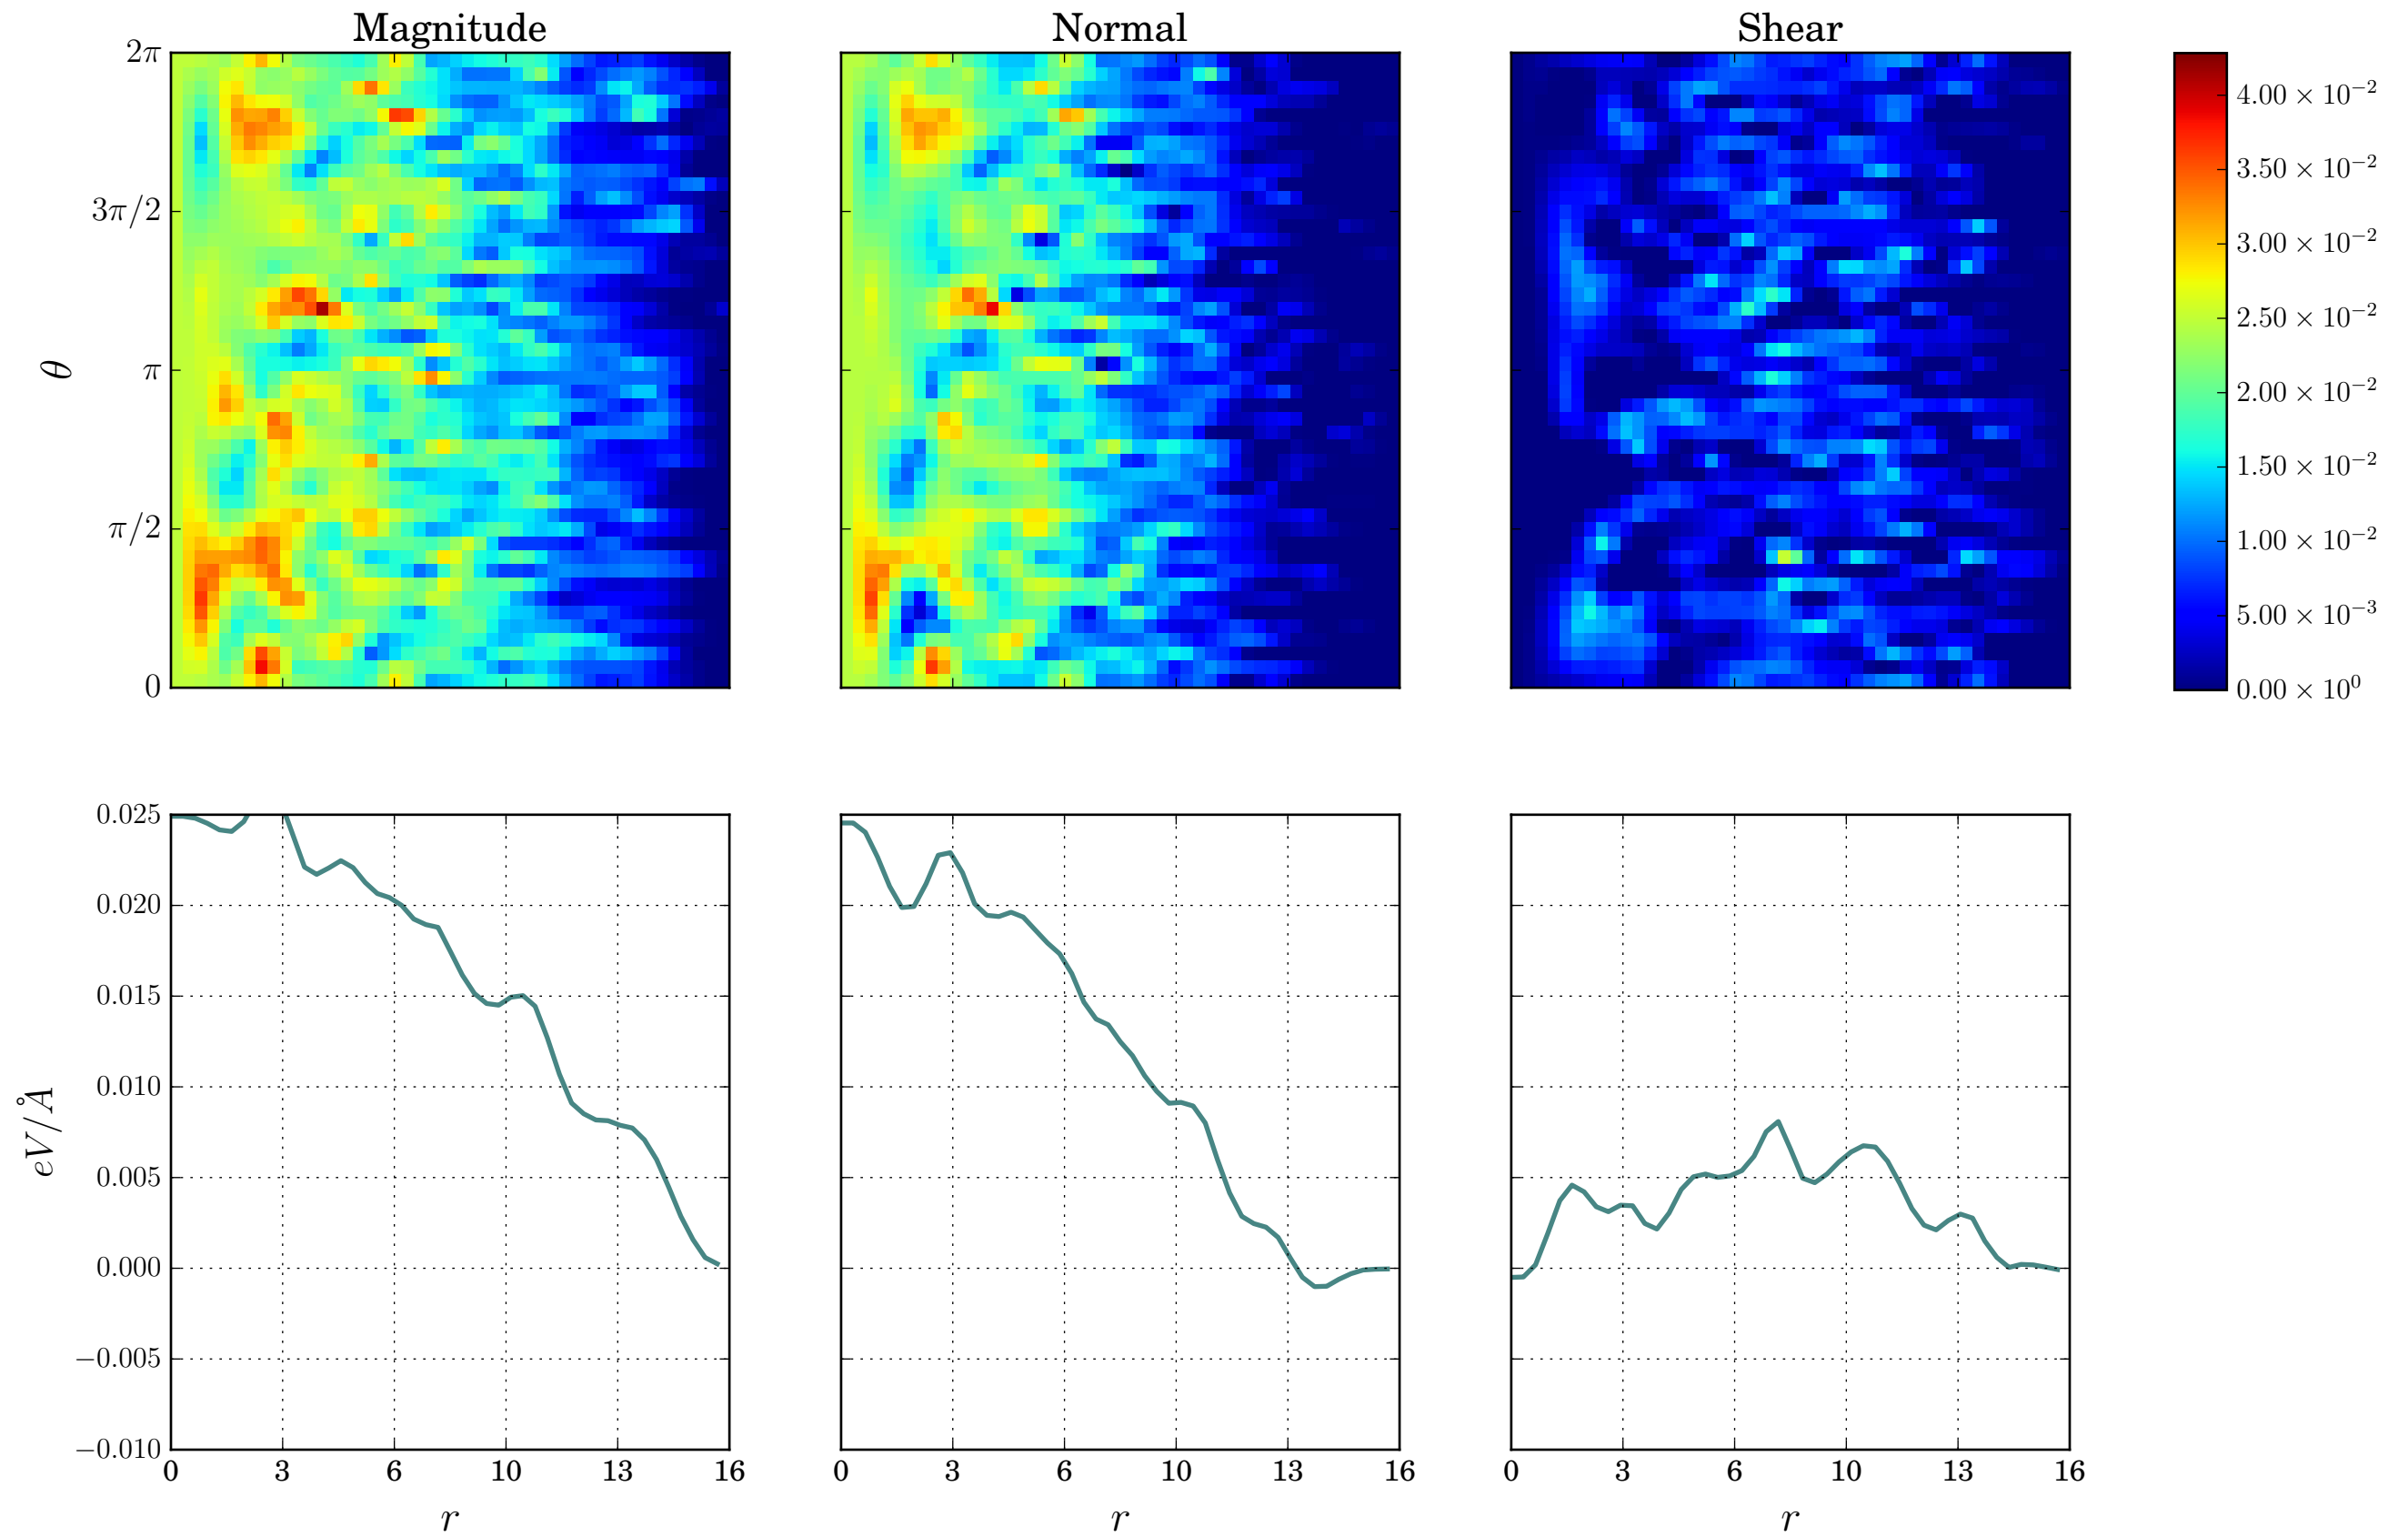 Magnitude Normal Shear
2π
3π/2
π
π/2
0
θ
4.00 × 10⁻²
3.50 × 10⁻²
3.00 × 10⁻²
2.50 × 10⁻²
2.00 × 10⁻²
1.50 × 10⁻²
1.00 × 10⁻²
5.00 × 10⁻³
0.00 × 10⁰
0.025
0.020
0.015
0.010
0.005
0.000
−0.005
−0.010
eV/Å
0 3 6 10 13 16 0 3 6 10 13 16 0 3 6 10 13 16
r r r